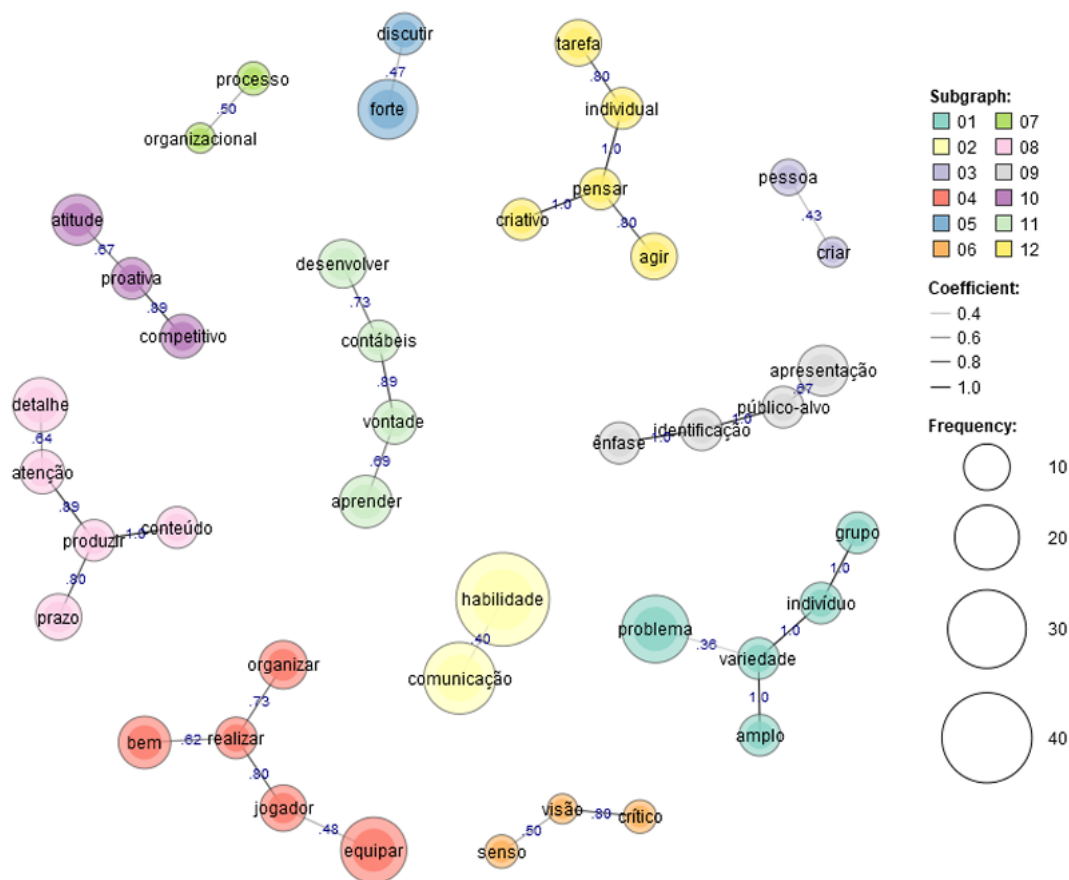 discutir
.47
forte
processo
.50
organizacional
tarefa
.80
individual
1.0
pensar
1.0
criativo
.80
agir
pessoa
.43
criar
atitude
.67
proativa
.89
competitivo
desenvolver
.73
contábeis
.89
vontade
.69
aprender
apresentação
.67
público-alvo
1.0
identificação
1.0
ênfase
detalhe
.64
atenção
.89
produzir
1.0
conteúdo
.80
prazo
habilidade
.40
comunicação
grupo
1.0
indivíduo
1.0
problema
.36
variedade
1.0
amplo
organizar
.73
bem
.62
realizar
.80
jogador
.48
equipar
visão
.80
crítico
.50
senso
Subgraph:
01 07
02 08
03 09
04 10
05 11
06 12
Coefficient:
0.4
0.6
0.8
1.0
Frequency:
10
20
30
40